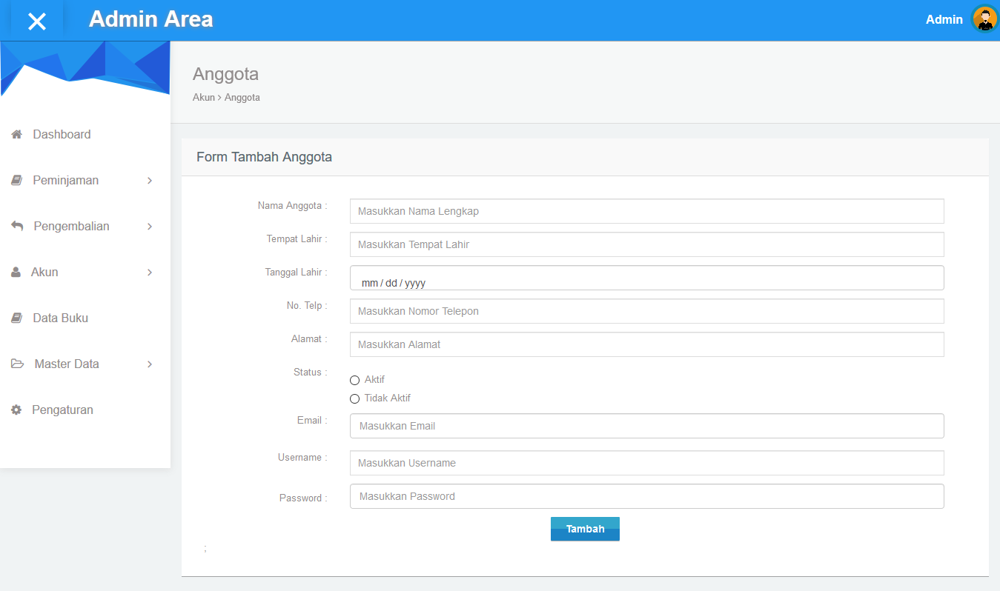 Admin Area
Admin
Dashboard
Peminjaman
Pengembalian
Akun
Data Buku
Master Data
Pengaturan
Anggota
Akun > Anggota
Form Tambah Anggota
Nama Anggota : Masukkan Nama Lengkap
Tempat Lahir : Masukkan Tempat Lahir
Tanggal Lahir : mm / dd / yyyy
No. Telp : Masukkan Nomor Telepon
Alamat : Masukkan Alamat
Status : Aktif
Tidak Aktif
Email : Masukkan Email
Username : Masukkan Username
Password : Masukkan Password
Tambah
;